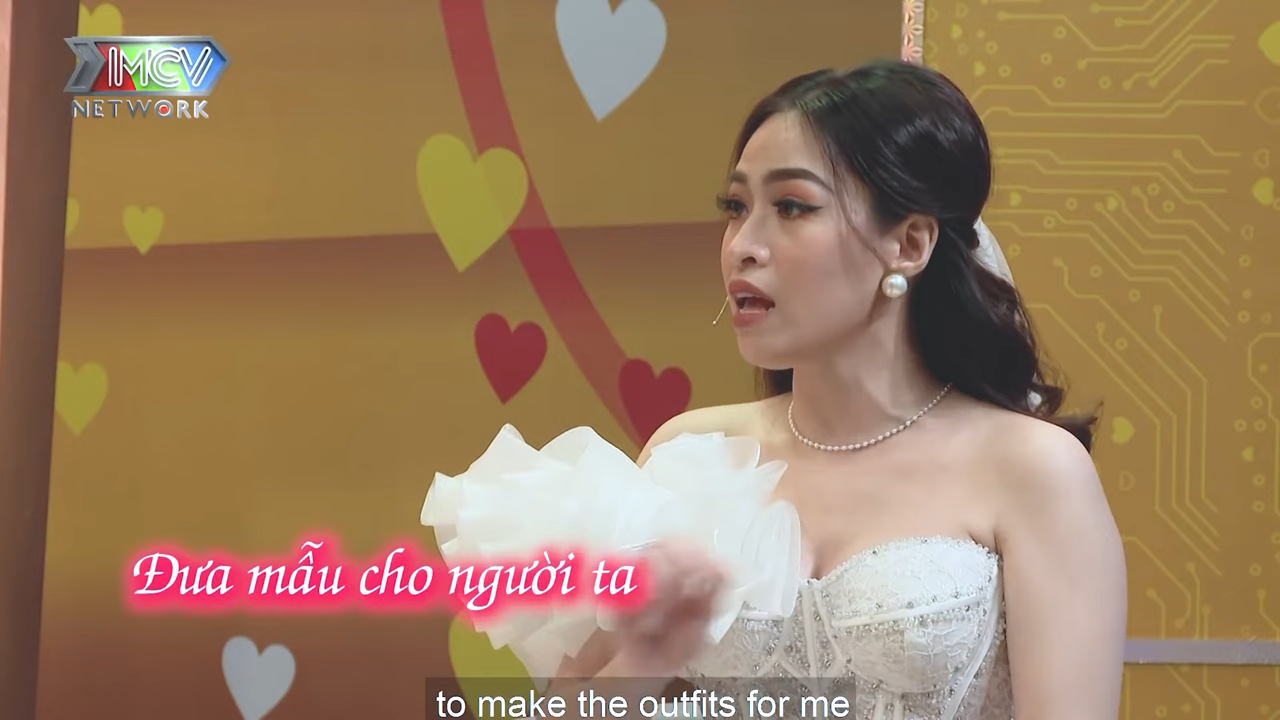 MCV
NETWORK
Đưa mẫu cho người ta
to make the outfits for me